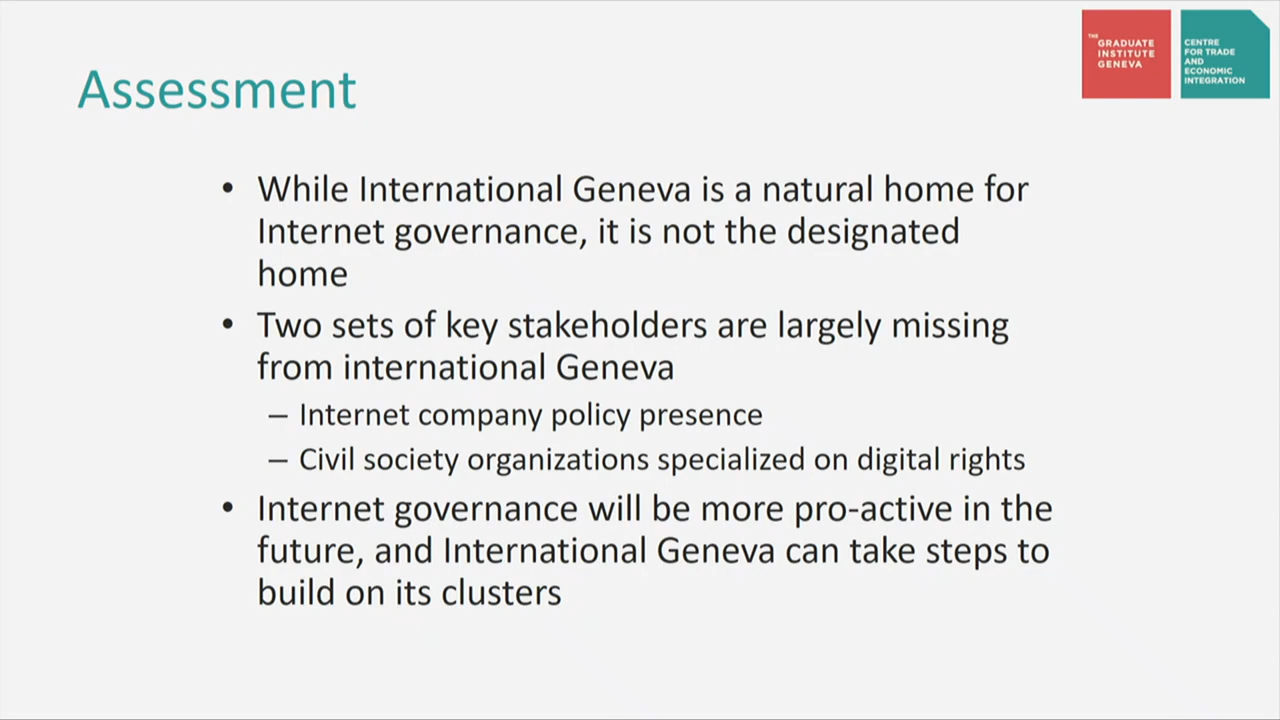 Assessment
THE
GRADUATE
INSTITUTE
GENEVA
CENTRE
FOR TRADE
AND
ECONOMIC
INTEGRATION
• While International Geneva is a natural home for
Internet governance, it is not the designated
home
• Two sets of key stakeholders are largely missing
from international Geneva
– Internet company policy presence
– Civil society organizations specialized on digital rights
• Internet governance will be more pro-active in the
future, and International Geneva can take steps to
build on its clusters